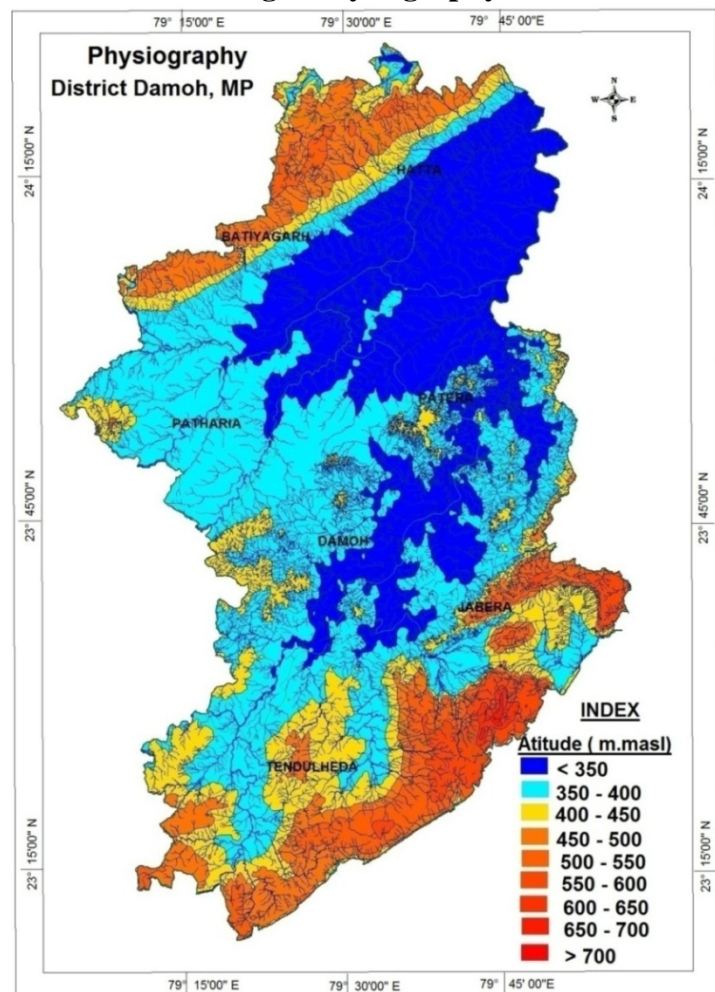 79° 15'00" E 79° 30'00" E 79° 45'00" E
Physiography
District Damoh, MP
N
W E
S
24° 15'00" N 24° 15'00" N
HATTA
BATIYAGARH
PATERA
PATHARIA
23° 45'00" N 23° 45'00" N
DAMOH
JABERA
INDEX
Atitude ( m.masl)
< 350
350 - 400
400 - 450
450 - 500
500 - 550
550 - 600
600 - 650
650 - 700
> 700
TENDULHEDA
23° 15'00" N 23° 15'00" N
79° 15'00" E 79° 30'00" E 79° 45'00" E